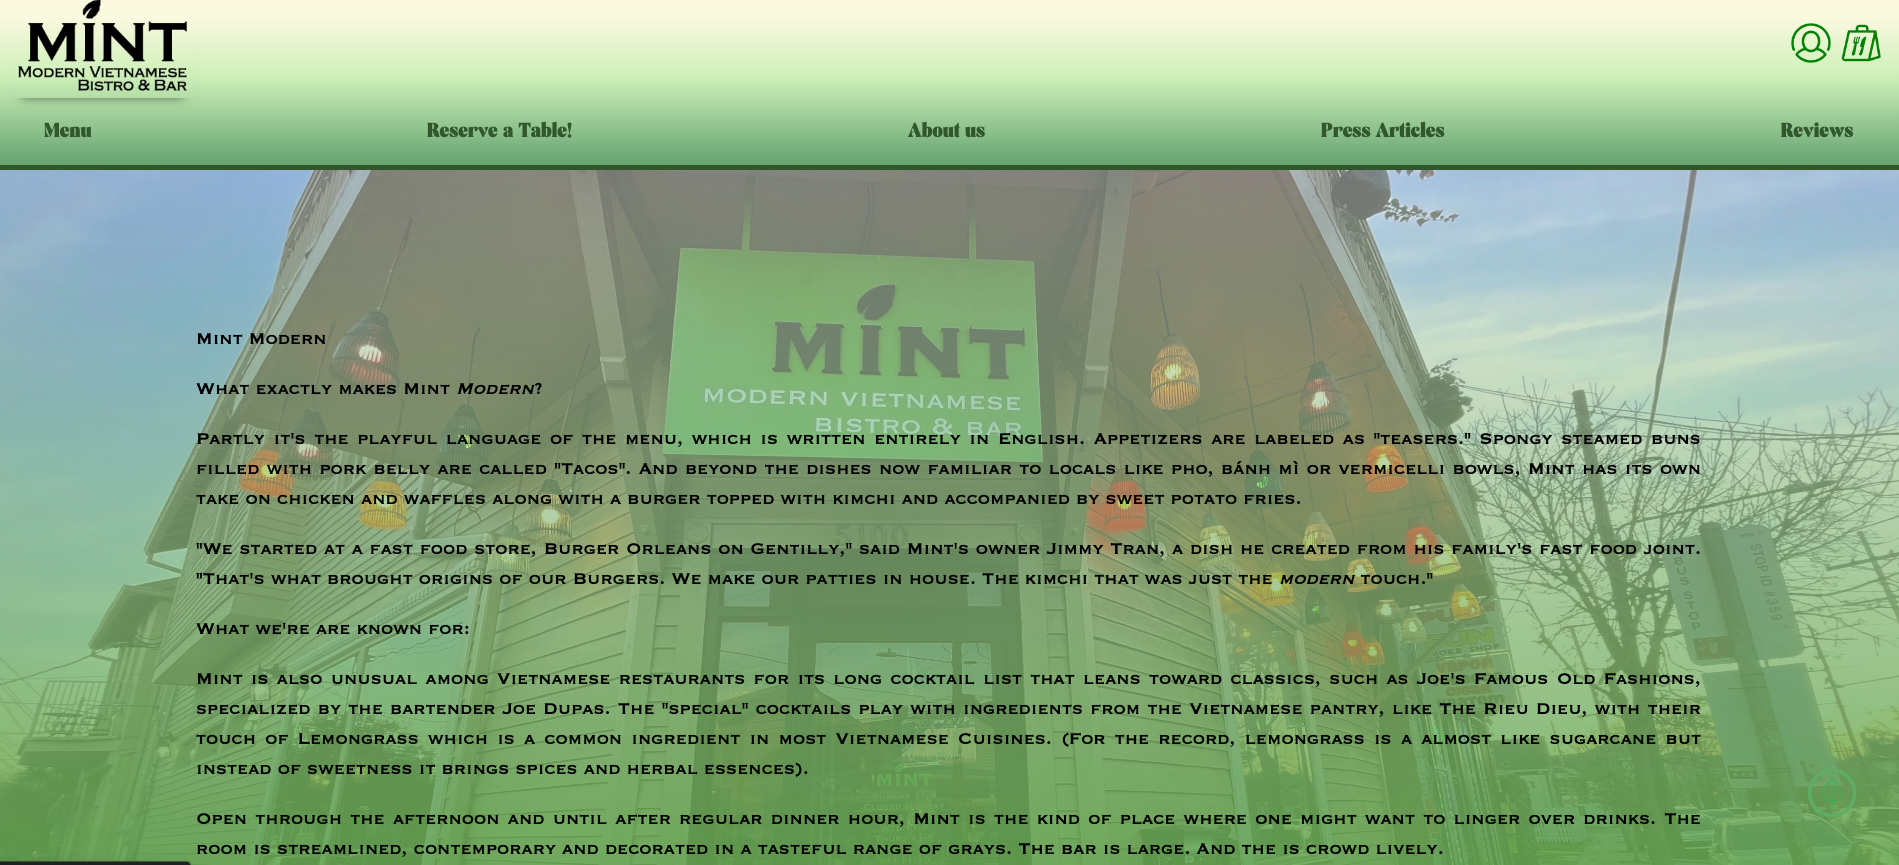 MINT
MODERN VIETNAMESE
BISTRO & BAR
Menu
Reserve a Table!
About us
Press Articles
Reviews
MINT
MODERN VIETNAMESE
BISTRO & BAR
MINT MODERN
WHAT EXACTLY MAKES MINT MODERN?
PARTLY IT'S THE PLAYFUL LANGUAGE OF THE MENU, WHICH IS WRITTEN ENTIRELY IN ENGLISH. APPETIZERS ARE LABELED AS "TEASERS." SPONGY STEAMED BUNS
FILLED WITH PORK BELLY ARE CALLED "TACOS". AND BEYOND THE DISHES NOW FAMILIAR TO LOCALS LIKE PHO, BÁNH MÌ OR VERMICELLI BOWLS, MINT HAS ITS OWN
TAKE ON CHICKEN AND WAFFLES ALONG WITH A BURGER TOPPED WITH KIMCHI AND ACCOMPANIED BY SWEET POTATO FRIES.
5100
"WE STARTED AT A FAST FOOD STORE, BURGER ORLEANS ON GENTILLY," SAID MINT'S OWNER JIMMY TRAN, A DISH HE CREATED FROM HIS FAMILY'S FAST FOOD JOINT.
"THAT'S WHAT BROUGHT ORIGINS OF OUR BURGERS. WE MAKE OUR PATTIES IN HOUSE. THE KIMCHI THAT WAS JUST THE MODERN TOUCH."
BUS STOP
STOP ID #359
WHAT WE'RE ARE KNOWN FOR:
MINT IS ALSO UNUSUAL AMONG VIETNAMESE RESTAURANTS FOR ITS LONG COCKTAIL LIST THAT LEANS TOWARD CLASSICS, SUCH AS JOE'S FAMOUS OLD FASHIONS,
SPECIALIZED BY THE BARTENDER JOE DUPAS. THE "SPECIAL" COCKTAILS PLAY WITH INGREDIENTS FROM THE VIETNAMESE PANTRY, LIKE THE RIEU DIEU, WITH THEIR
TOUCH OF LEMONGRASS WHICH IS A COMMON INGREDIENT IN MOST VIETNAMESE CUISINES. (FOR THE RECORD, LEMONGRASS IS A ALMOST LIKE SUGARCANE BUT
INSTEAD OF SWEETNESS IT BRINGS SPICES AND HERBAL ESSENCES).
MINT
OPEN THROUGH THE AFTERNOON AND UNTIL AFTER REGULAR DINNER HOUR, MINT IS THE KIND OF PLACE WHERE ONE MIGHT WANT TO LINGER OVER DRINKS. THE
ROOM IS STREAMLINED, CONTEMPORARY AND DECORATED IN A TASTEFUL RANGE OF GRAYS. THE BAR IS LARGE. AND THE IS CROWD LIVELY.